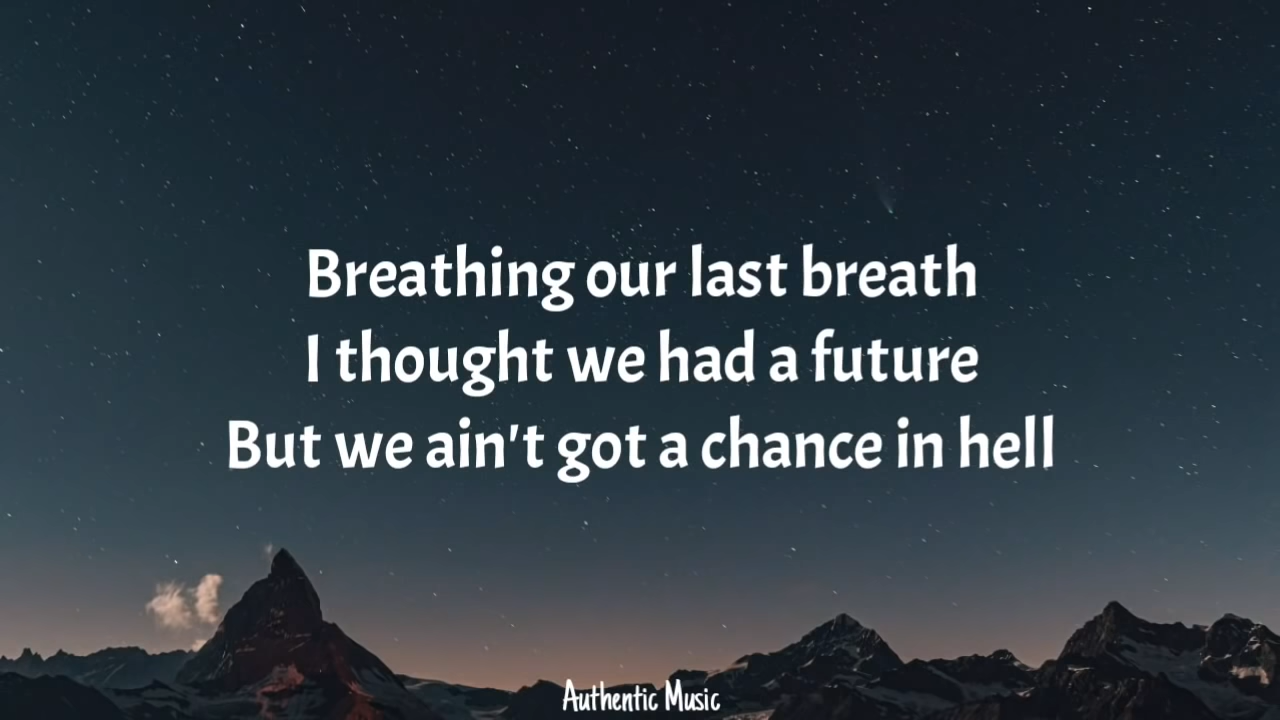 Breathing our last breath
I thought we had a future
But we ain't got a chance in hell
Authentic Music